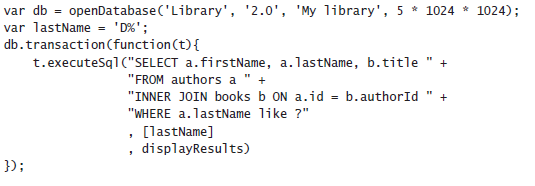 var db = openDatabase('Library', '2.0', 'My library', 5 * 1024 * 1024);
var lastName = 'D%';
db.transaction(function(t){
    t.executeSql("SELECT a.firstName, a.lastName, b.title " +
                 "FROM authors a " +
                 "INNER JOIN books b ON a.id = b.authorId " +
                 "WHERE a.lastName like ?"
                 , [lastName]
                 , displayResults)
});